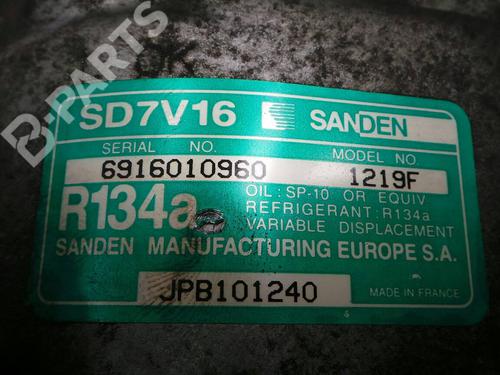 B-PARTS
SD7V16 SANDEN
SERIAL NO. MODEL NO
6916010960 1219F
R134a
OIL: SP-10 OR EQUIV
REFRIGERANT: R134a
VARIABLE DISPLACEMENT
SANDEN MANUFACTURING EUROPE S.A.
JPB101240 MADE IN FRANCE